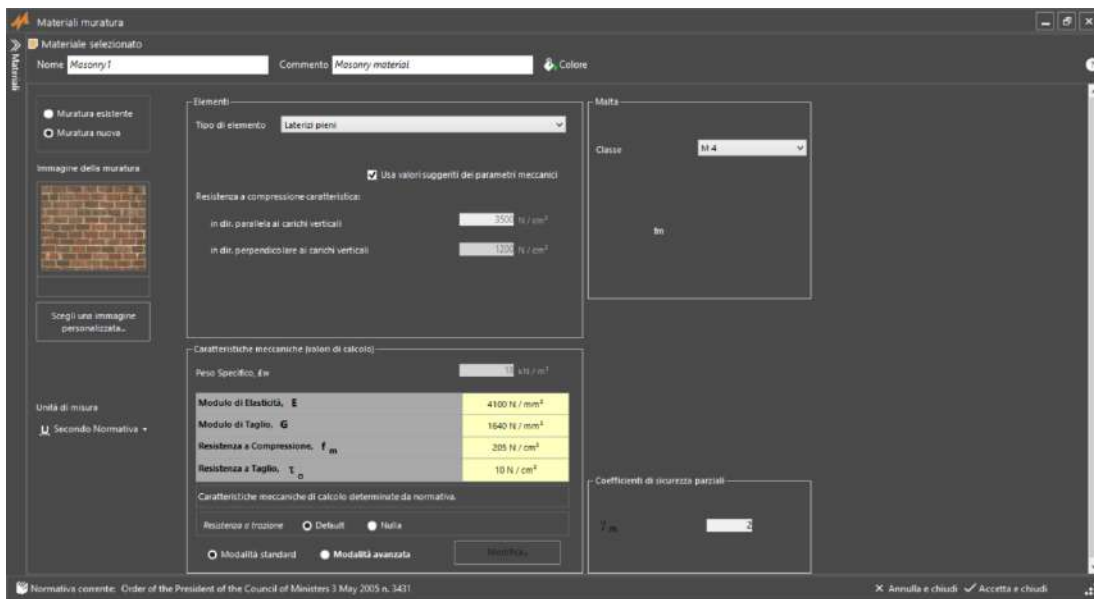 Materiali muratura
Materiali
Materiale selezionato
Nome Masonry1 Commento Masonry material Colore
Muratura esistente
Muratura nuova
Immagine della muratura
Scegli una immagine
personalizzata...
Unità di misura
U Secondo Normativa
Elementi
Tipo di elemento Laterizi pieni
Usa valori suggeriti dei parametri meccanici
Resistenza a compressione caratteristica:
in dir. parallela ai carichi verticali 3500 N / cm²
in dir. perpendicolare ai carichi verticali 1200 N / cm²
Malta
Classe M 4
fm
Caratteristiche meccaniche (valori di calcolo)
Peso Specifico, εw 18 kN / m³
Modulo di Elasticità, E 4100 N / mm²
Modulo di Taglio, G 1640 N / mm²
Resistenza a Compressione, f m 205 N / cm²
Resistenza a Taglio, τ o 10 N / cm²
Caratteristiche meccaniche di calcolo determinate da normativa.
Resistenza a trazione Default Nulla
Modalità standard Modalità avanzata
Coefficienti di sicurezza parziali
γ m 2
Normativa corrente: Order of the President of the Council of Ministers 3 May 2005 n. 3431
Annulla e chiudi Accetta e chiudi